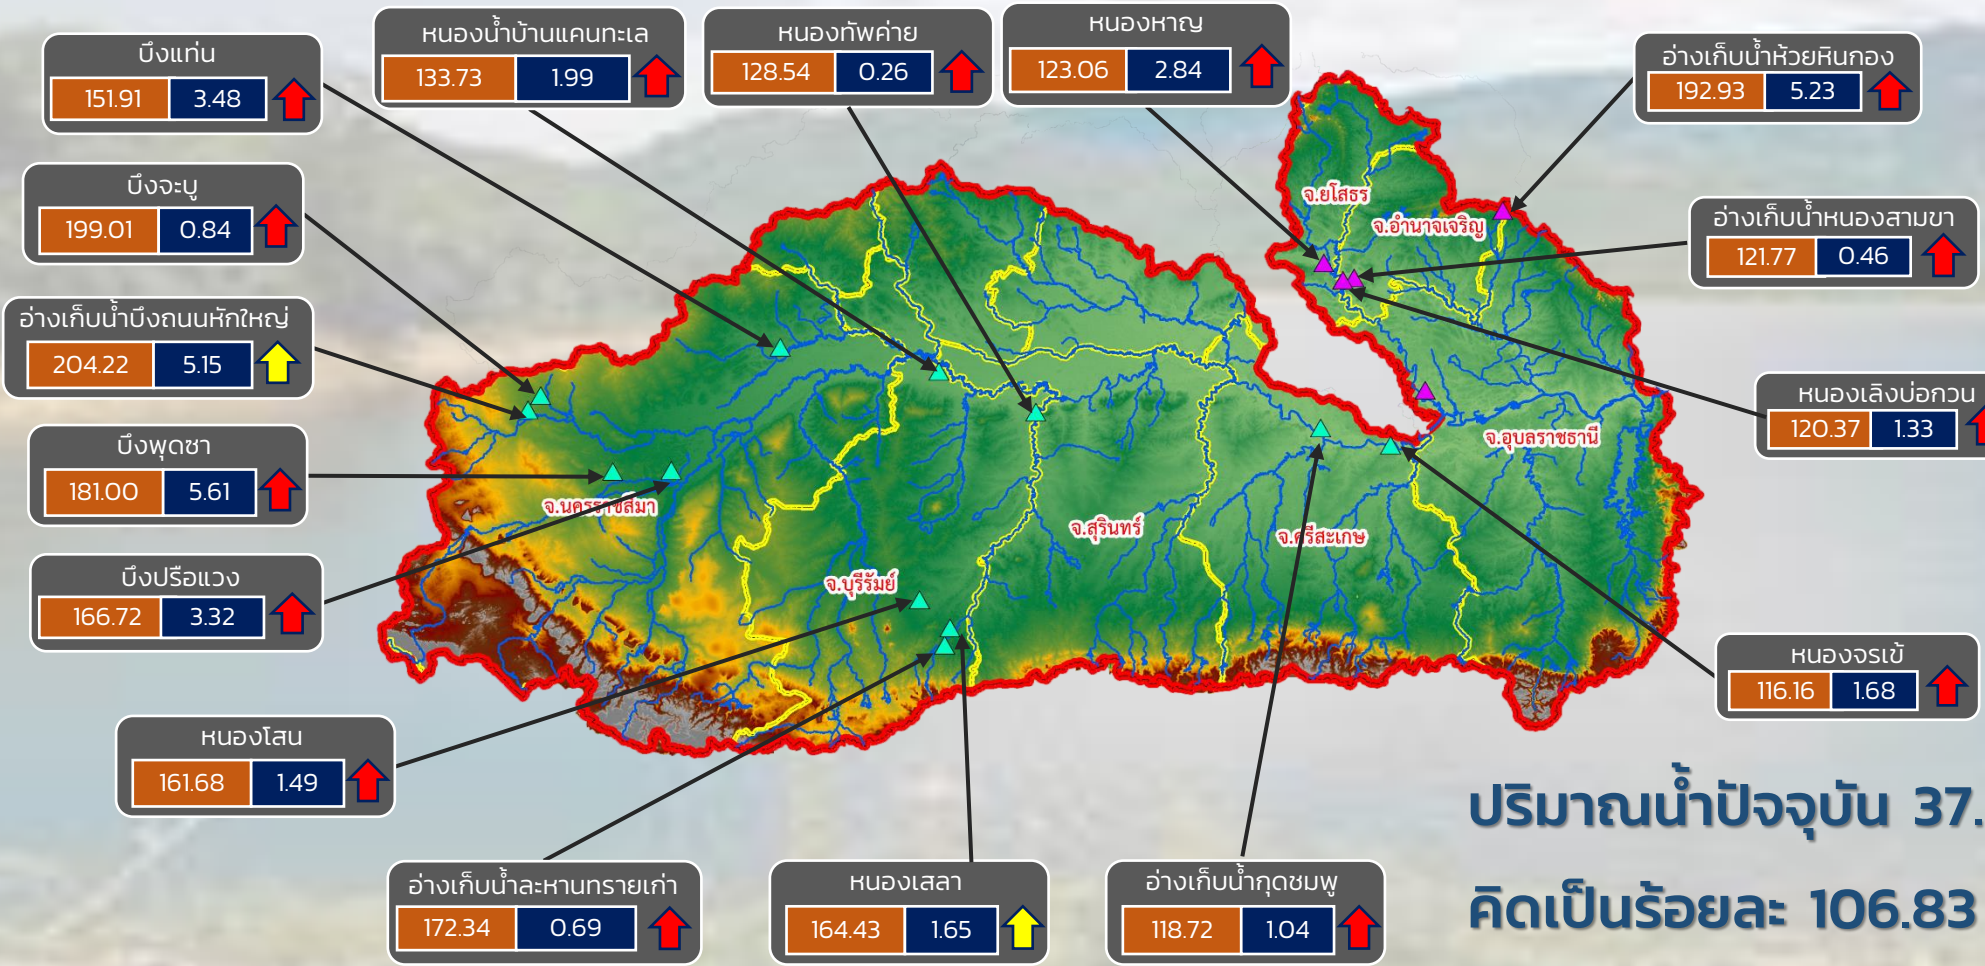 บึงแท่น
151.91 3.48
หนองน้ำบ้านแคนทะเล
133.73 1.99
หนองทัพค่าย
128.54 0.26
หนองหาญ
123.06 2.84
อ่างเก็บน้ำห้วยหินกอง
192.93 5.23
บึงจะบู
199.01 0.84
อ่างเก็บน้ำหนองสามขา
121.77 0.46
อ่างเก็บน้ำบึงถนนหักใหญ่
204.22 5.15
หนองเลิงบ่อกวน
120.37 1.33
บึงพุดซา
181.00 5.61
บึงปรือแวง
166.72 3.32
หนองจรเข้
116.16 1.68
หนองโสน
161.68 1.49
อ่างเก็บน้ำละหานทรายเก่า
172.34 0.69
หนองเสลา
164.43 1.65
อ่างเก็บน้ำกุดชมพู
118.72 1.04
จ.ยโสธร
จ.อำนาจเจริญ
จ.อุบลราชธานี
จ.นครราชสีมา
จ.สุรินทร์
จ.ศรีสะเกษ
จ.บุรีรัมย์
ปริมาณน้ำปัจจุบัน 37.
คิดเป็นร้อยละ 106.83